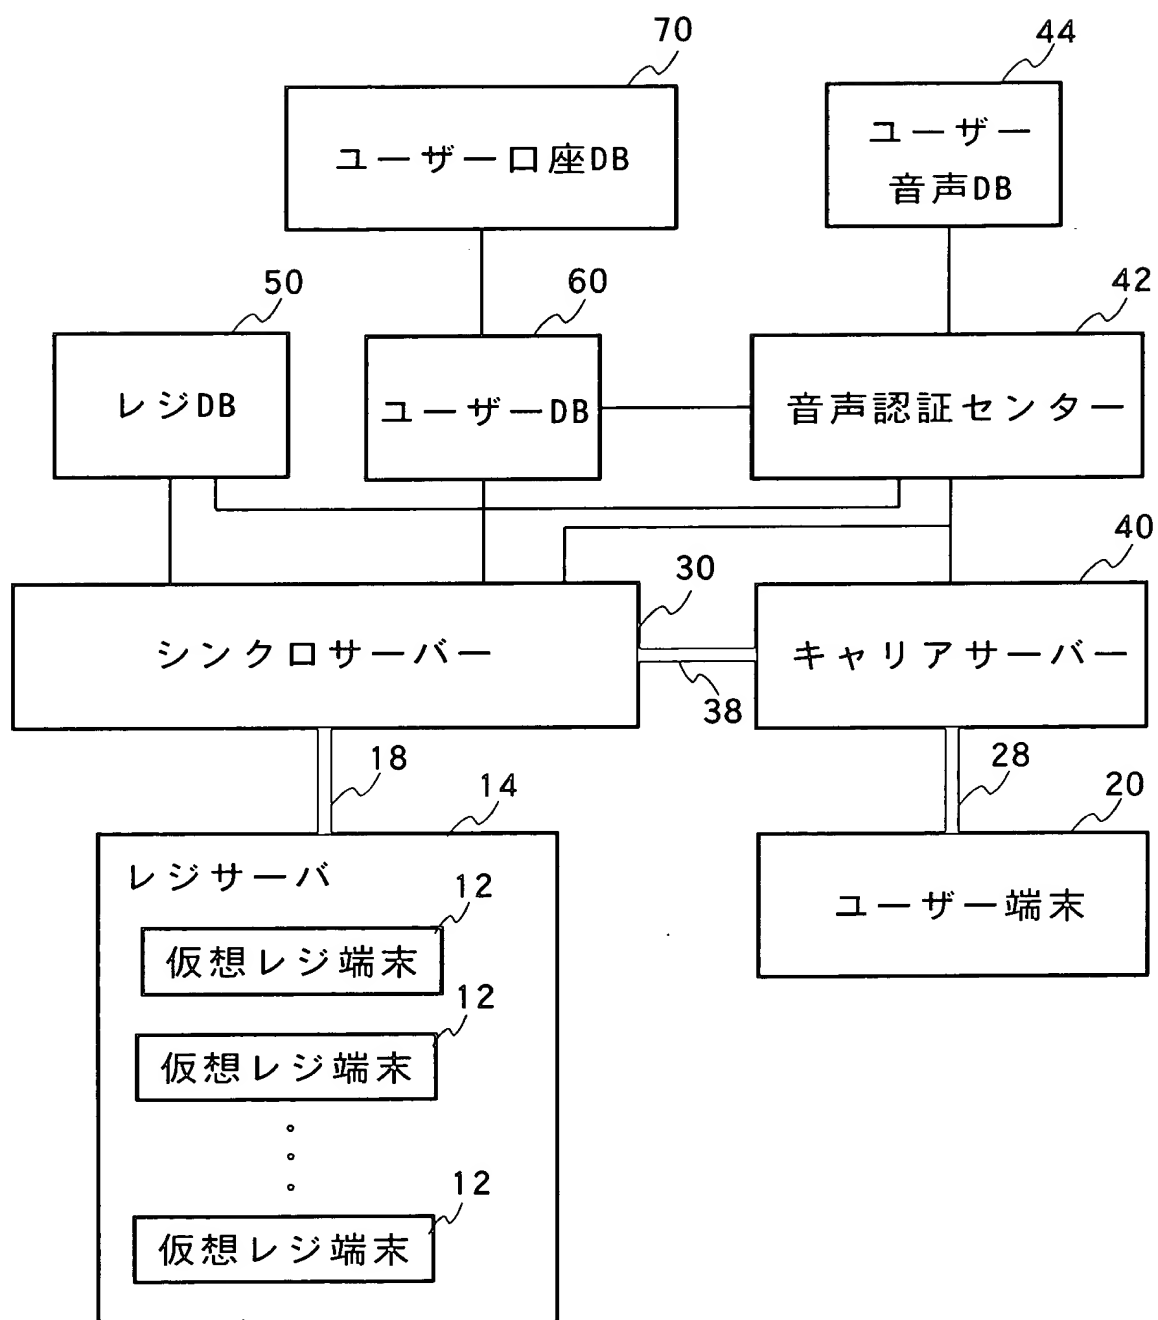 70
44
ユーザー口座DB
ユーザー
音声DB
50
60
42
レジDB
ユーザーDB
音声認証センター
40
30
シンクロサーバー
キャリアサーバー
38
18
28
14
20
レジサーバ
12
ユーザー端末
仮想レジ端末
12
仮想レジ端末
12
仮想レジ端末